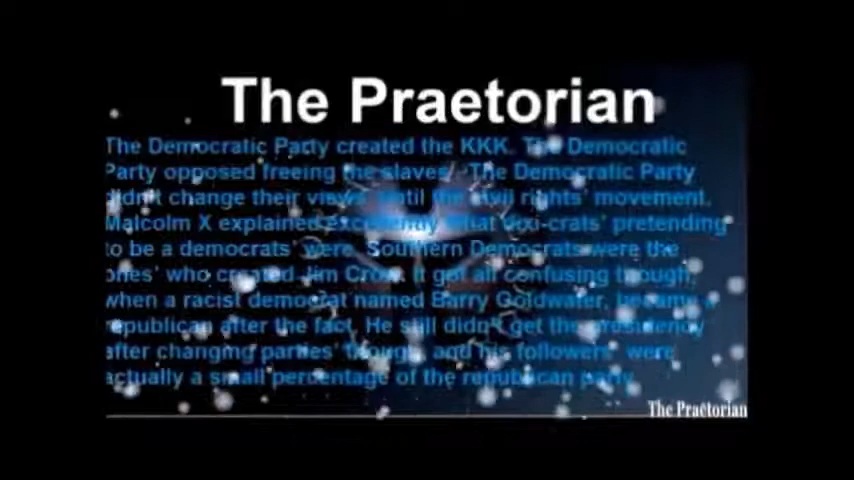 The Praetorian
The Democratic Party created the KKK. The Democratic
Party opposed freeing the slaves. The Democratic Party
didn't change their views until the civil rights' movement.
Malcolm X explained excellently what dixi-crats' pretending
to be a democrats' were. Southern Democrats were the
ones' who created Jim Crow. It got all confusing though,
when a racist democrat named Barry Goldwater, became a
republican after the fact. He still didn't get the presidency
after changing parties' though, and his followers' were
actually a small percentage of the republican party.
The Praetorian